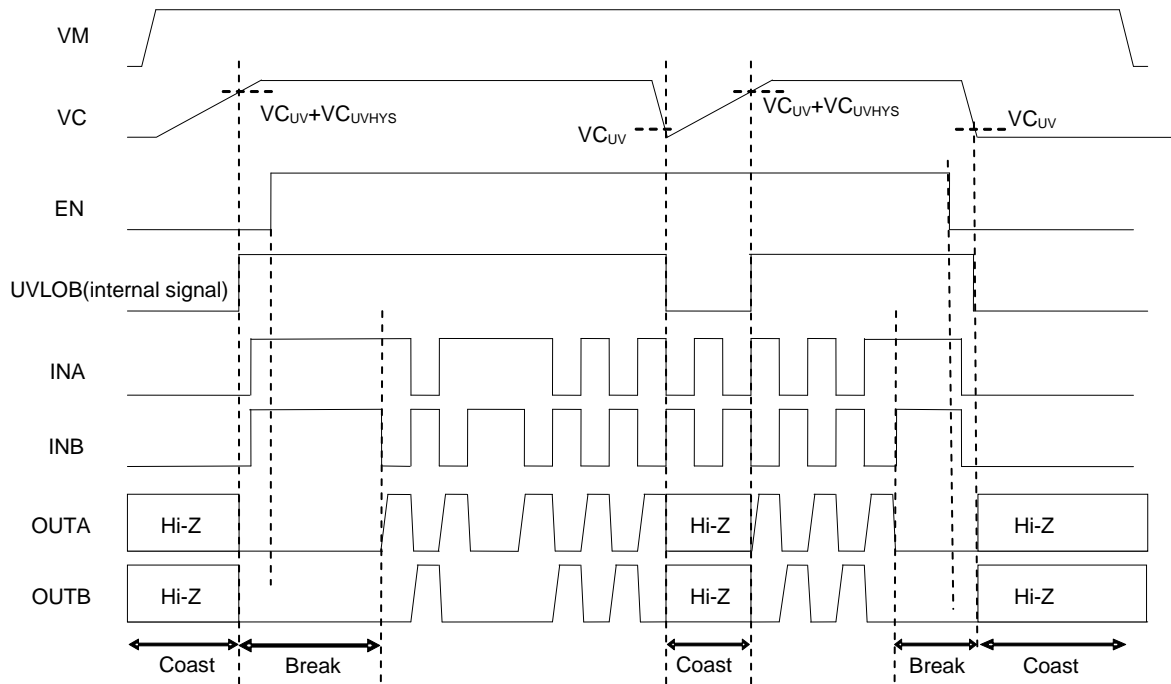 VM
VC
VCUV+VCUVHYS
VCUV
VCUV+VCUVHYS
VCUV
EN
UVLOB(internal signal)
INA
INB
OUTA
Hi-Z
Hi-Z
Hi-Z
OUTB
Hi-Z
Hi-Z
Hi-Z
Coast
Break
Coast
Break
Coast